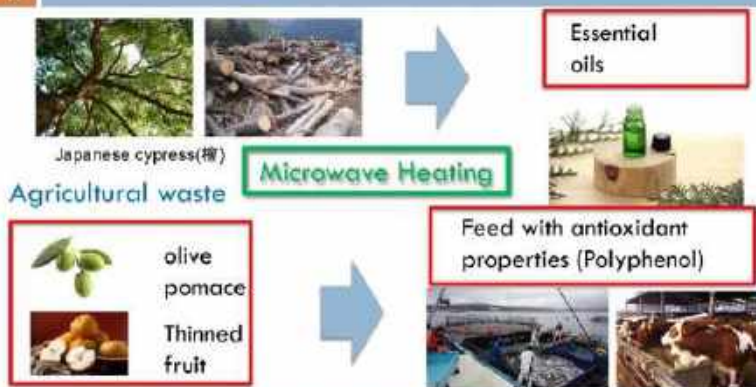 Essential
oils
Japanese cypress(檜)
Microwave Heating
Agricultural waste
olive
pomace
Thinned
fruit
Feed with antioxidant
properties (Polyphenol)